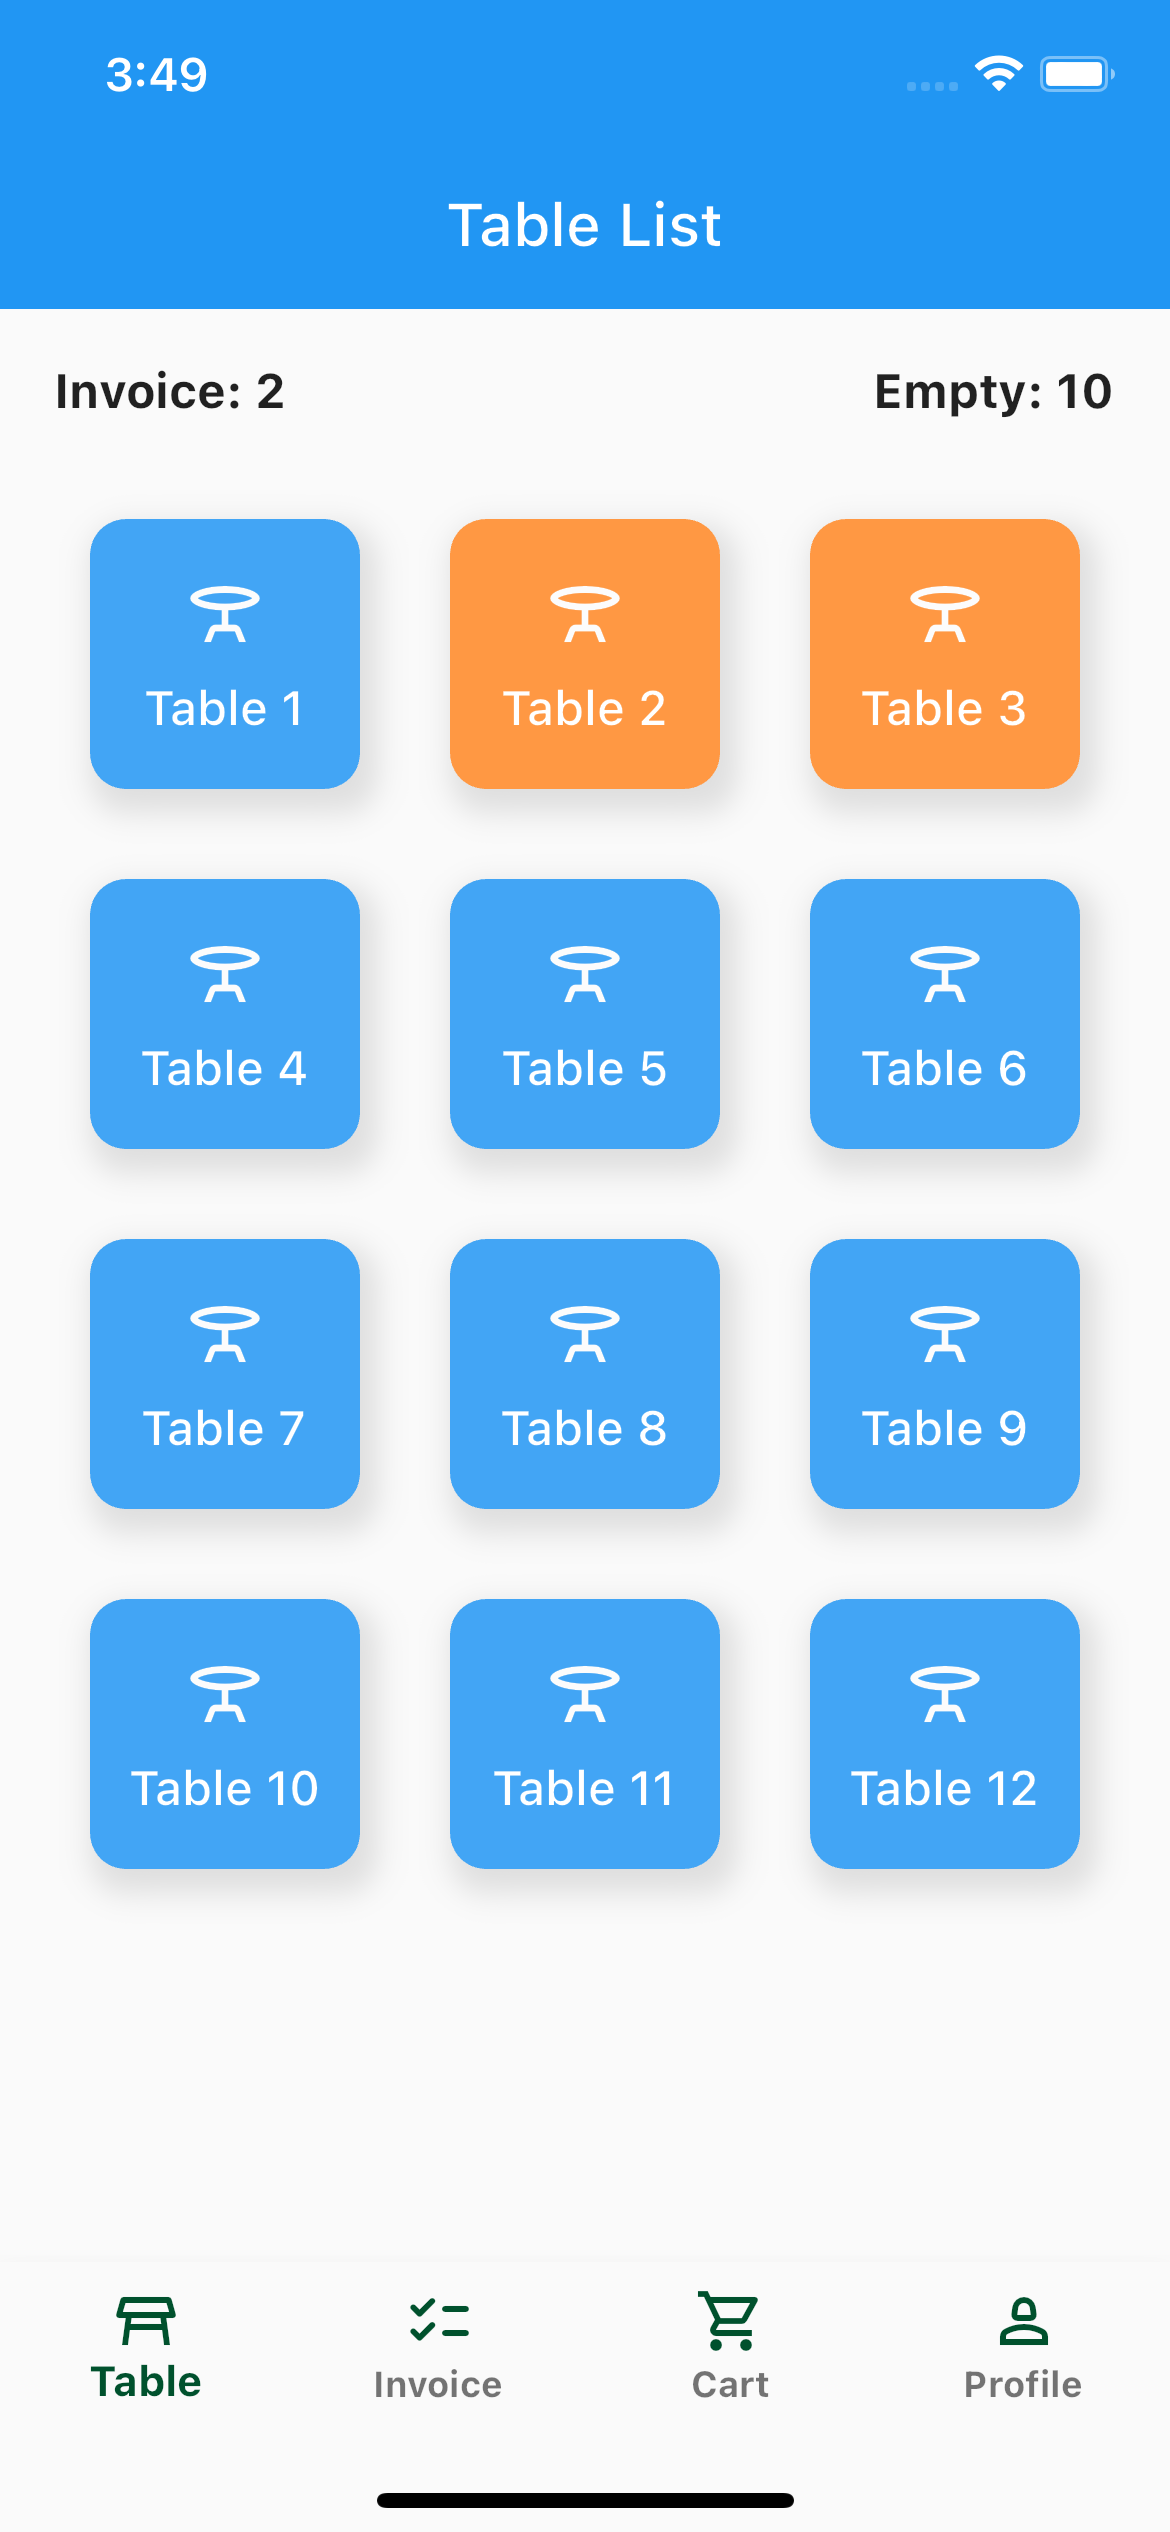 3:49
Table List
Invoice: 2
Empty: 10
Table 1
Table 2
Table 3
Table 4
Table 5
Table 6
Table 7
Table 8
Table 9
Table 10
Table 11
Table 12
Table
Invoice
Cart
Profile